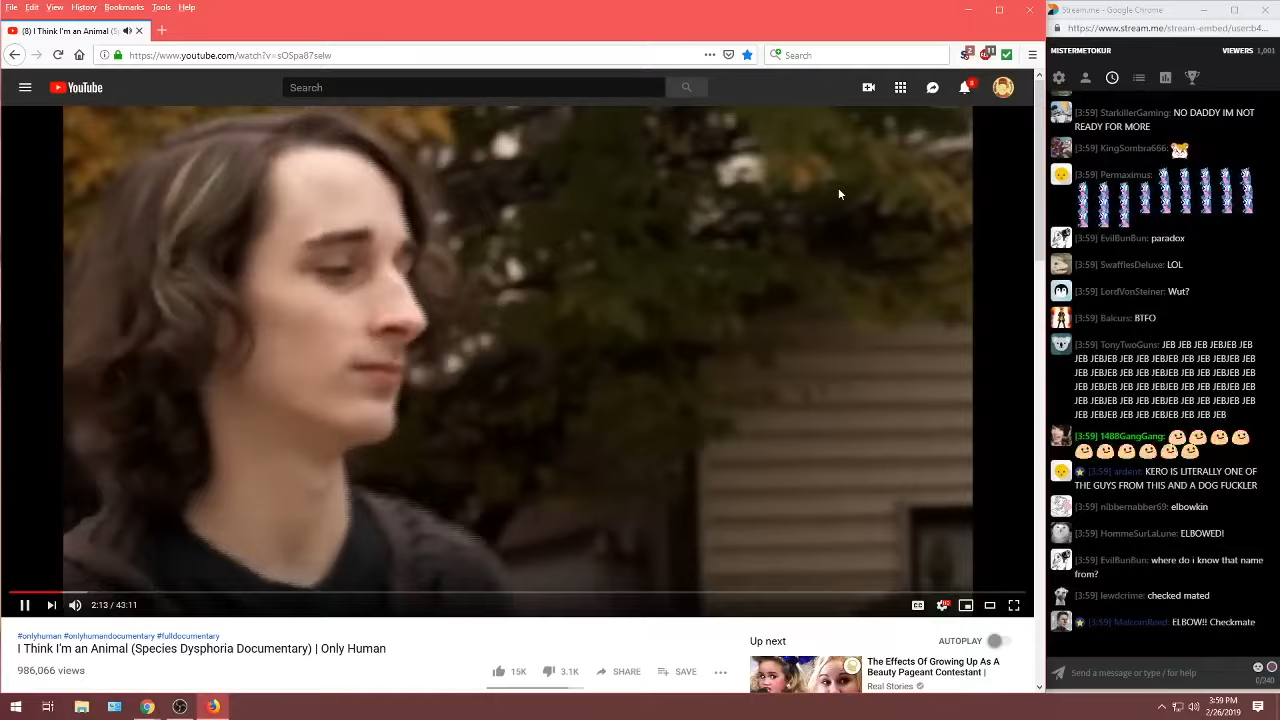 File Edit View History Bookmarks Tools Help
(8) I Think I'm an Animal (S
https://www.youtube.com/watch?v=sOSpa87selw
Search
YouTube
Search
8
2:13 / 43:11
CC
HD
#onlyhuman #onlyhumandocumentary #fulldocumentary
I Think I'm an Animal (Species Dysphoria Documentary) | Only Human
986,066 views
15K 3.1K SHARE SAVE
Up next
AUTOPLAY
The Effects Of Growing Up As A
Beauty Pageant Contestant |
Real Stories
Stream.me - Google Chrome
https://www.stream.me/stream-embed/user:b4...
MISTERMETOKUR
VIEWERS 1,001
[3:59] StarkillerGaming: NO DADDY IM NOT
READY FOR MORE
[3:59] KingSombra666:
[3:59] Permaximus:
[3:59] EvilBunBun: paradox
[3:59] SwafflesDeluxe: LOL
[3:59] LordVonSteiner: Wut?
[3:59] Balcurs: BTFO
[3:59] TonyTwoGuns: JEB JEB JEB JEBJEB JEB
JEB JEBJEB JEB JEB JEBJEB JEB JEB JEBJEB JEB
JEB JEBJEB JEB JEB JEBJEB JEB JEB JEBJEB JEB
JEB JEBJEB JEB JEB JEBJEB JEB JEB JEBJEB JEB
JEB JEBJEB JEB JEB JEBJEB JEB JEB JEBJEB JEB
JEB JEBJEB JEB JEB JEBJEB JEB JEB JEB
[3:59] 1488GangGang:
[3:59] ardent: KERO IS LITERALLY ONE OF
THE GUYS FROM THIS AND A DOG FUCKLER
[3:59] nibbernabber69: elbowkin
[3:59] HommeSurLaLune: ELBOWED!
[3:59] EvilBunBun: where do i know that name
from?
[3:59] lewdcrime: checked mated
[3:59] MalcomReed: ELBOW!! Checkmate
Send a message or type / for help
0/240
3:59 PM
2/26/2019